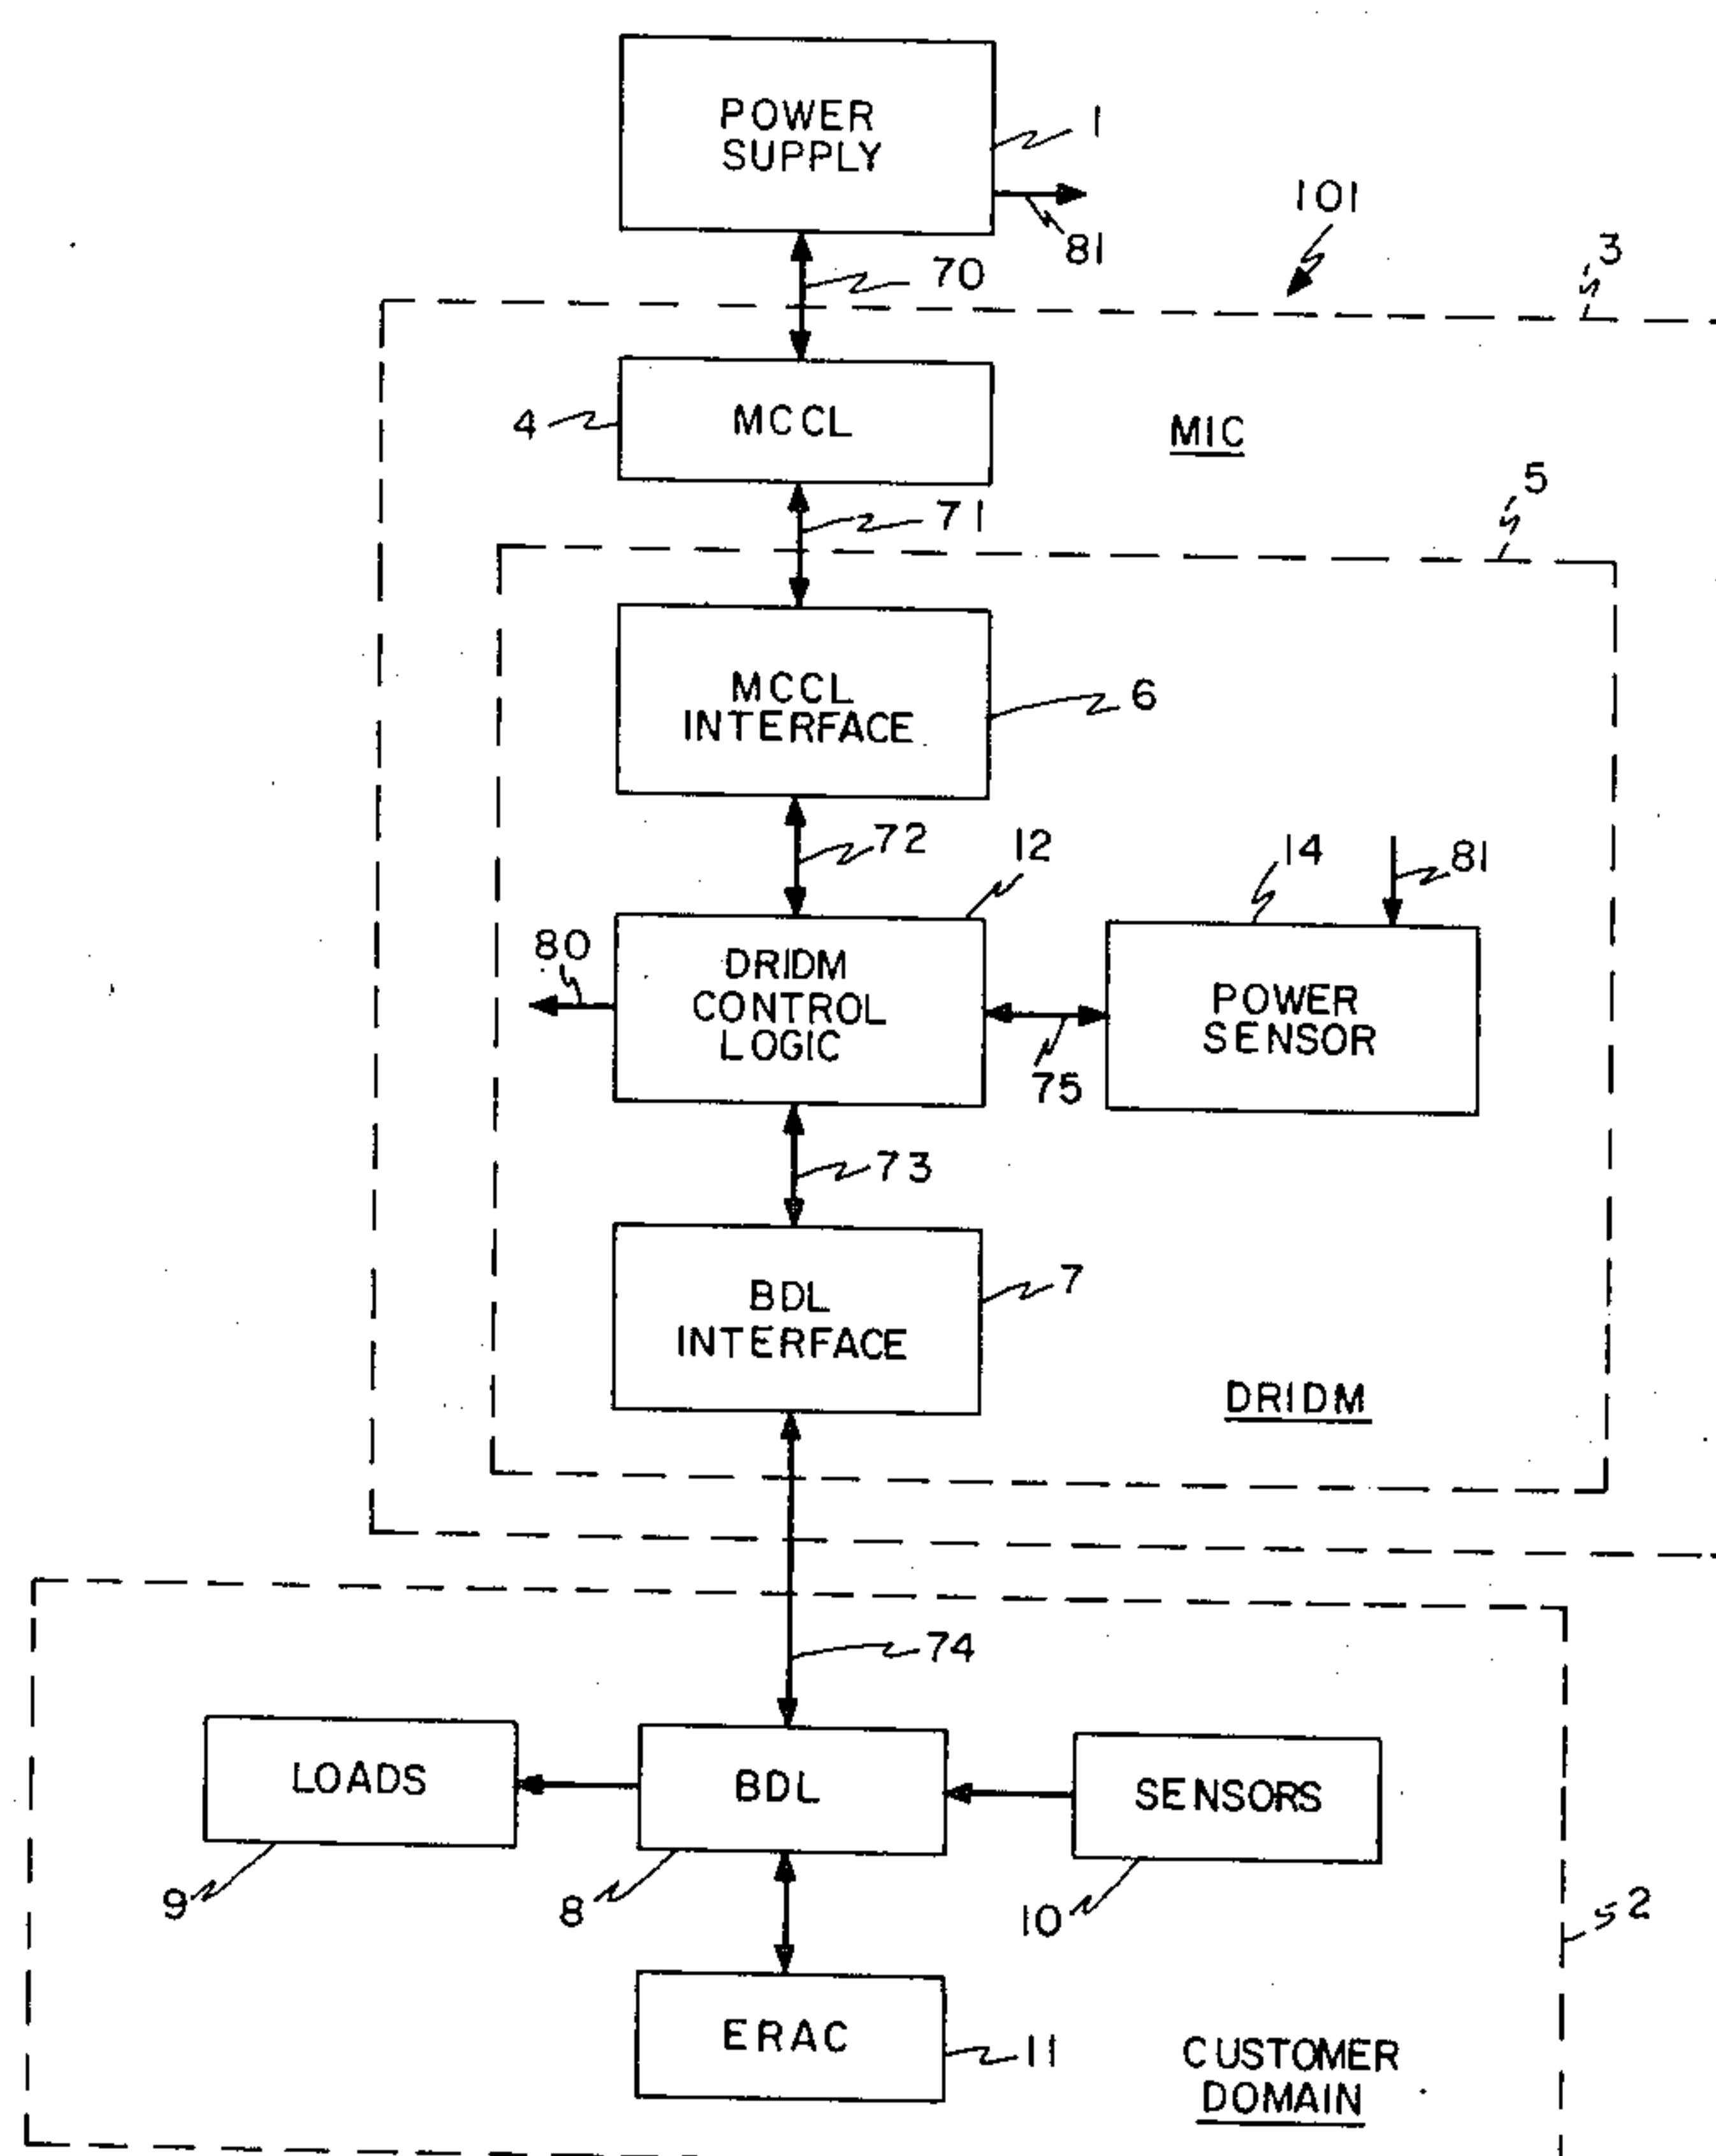 POWER
SUPPLY
1
81
101
70
3
4
MCCL
MIC
71
5
MCCL
INTERFACE
6
72
12
14
81
80
DRIDM
CONTROL
LOGIC
POWER
SENSOR
75
73
BDL
INTERFACE
7
DRIDM
74
LOADS
BDL
SENSORS
9
8
10
2
ERAC
11
CUSTOMER
DOMAIN